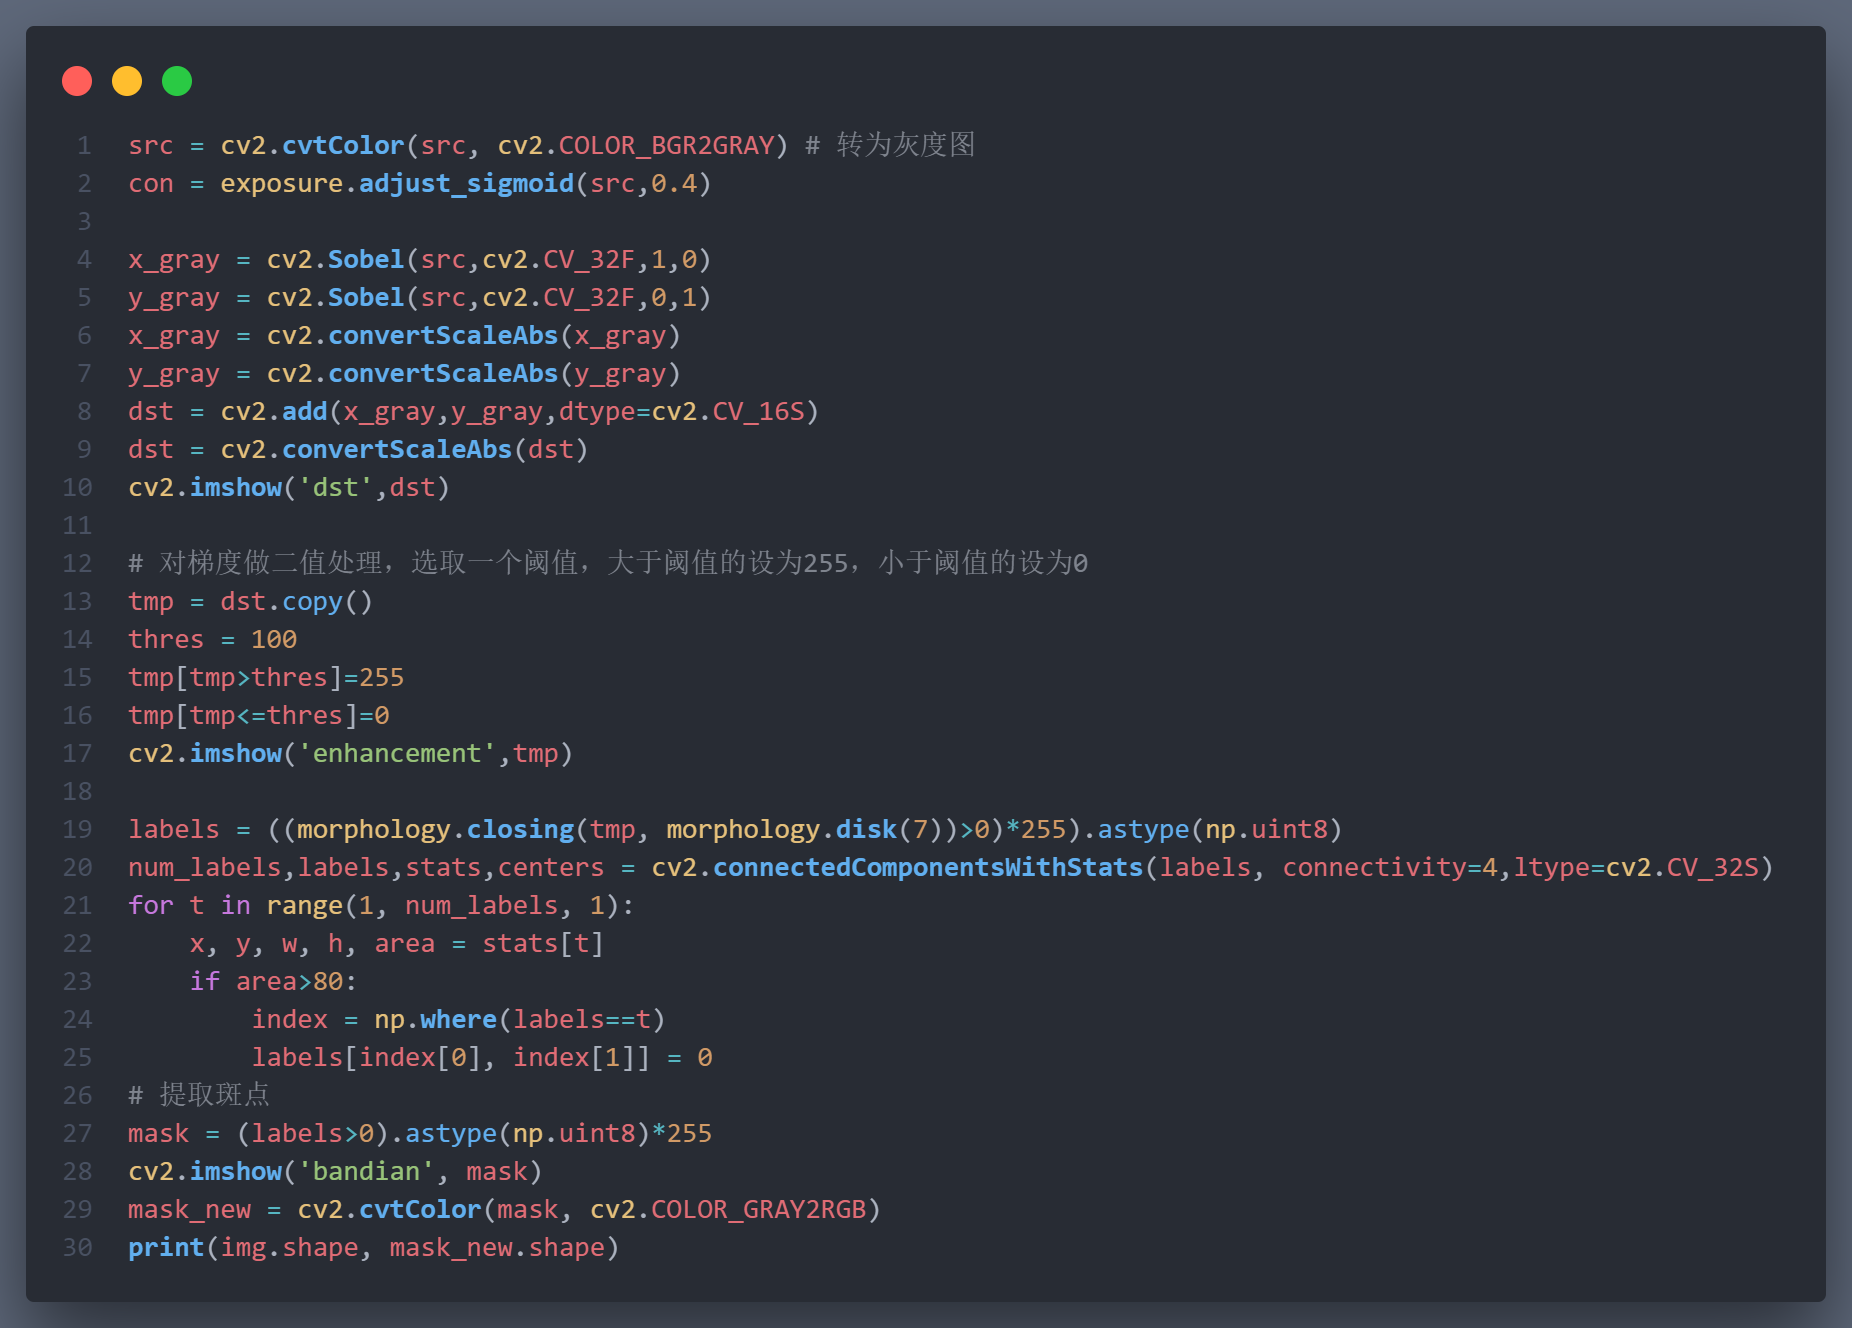 1 src = cv2.cvtColor(src, cv2.COLOR_BGR2GRAY) # 转为灰度图
2 con = exposure.adjust_sigmoid(src,0.4)
3
4 x_gray = cv2.Sobel(src,cv2.CV_32F,1,0)
5 y_gray = cv2.Sobel(src,cv2.CV_32F,0,1)
6 x_gray = cv2.convertScaleAbs(x_gray)
7 y_gray = cv2.convertScaleAbs(y_gray)
8 dst = cv2.add(x_gray,y_gray,dtype=cv2.CV_16S)
9 dst = cv2.convertScaleAbs(dst)
10 cv2.imshow('dst',dst)
11
12 # 对梯度做二值处理，选取一个阈值，大于阈值的设为255，小于阈值的设为0
13 tmp = dst.copy()
14 thres = 100
15 tmp[tmp>thres]=255
16 tmp[tmp<=thres]=0
17 cv2.imshow('enhancement',tmp)
18
19 labels = ((morphology.closing(tmp, morphology.disk(7))>0)*255).astype(np.uint8)
20 num_labels,labels,stats,centers = cv2.connectedComponentsWithStats(labels, connectivity=4,ltype=cv2.CV_32S)
21 for t in range(1, num_labels, 1):
22     x, y, w, h, area = stats[t]
23     if area>80:
24         index = np.where(labels==t)
25         labels[index[0], index[1]] = 0
26 # 提取斑点
27 mask = (labels>0).astype(np.uint8)*255
28 cv2.imshow('bandian', mask)
29 mask_new = cv2.cvtColor(mask, cv2.COLOR_GRAY2RGB)
30 print(img.shape, mask_new.shape)